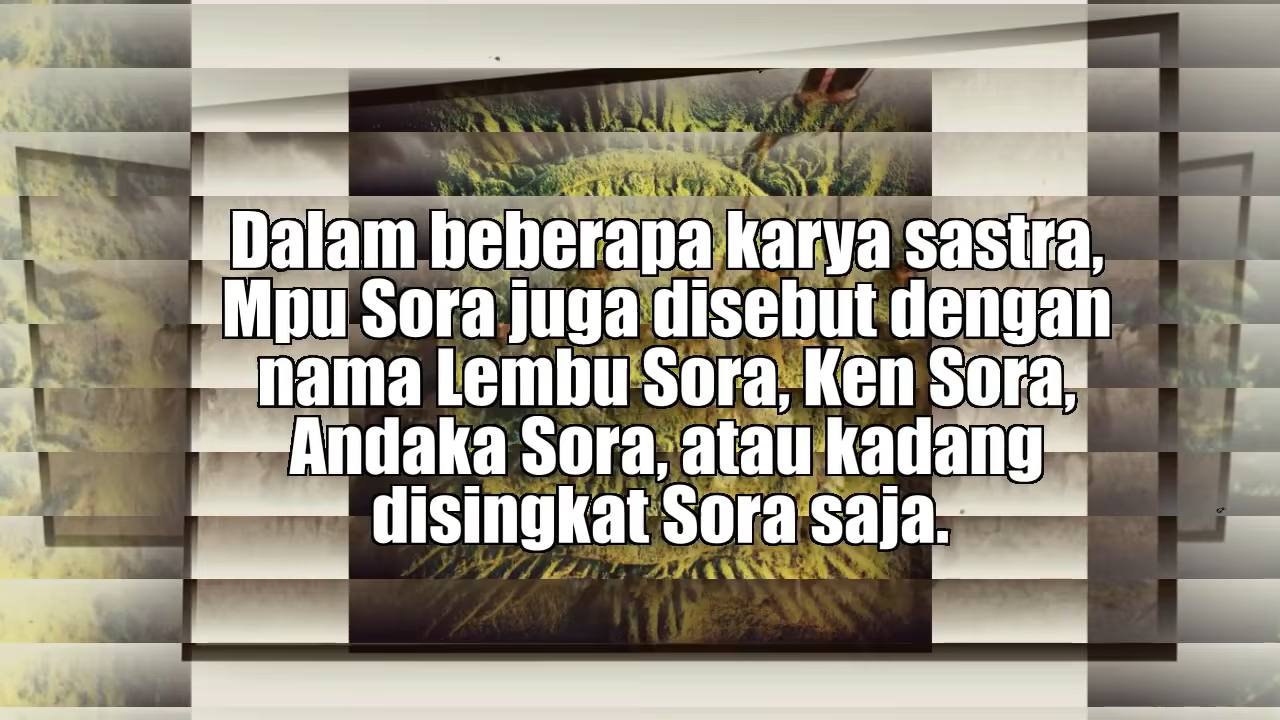 Dalam beberapa karya sastra,
Mpu Sora juga disebut dengan
nama Lembu Sora, Ken Sora,
Andaka Sora, atau kadang
disingkat Sora saja.